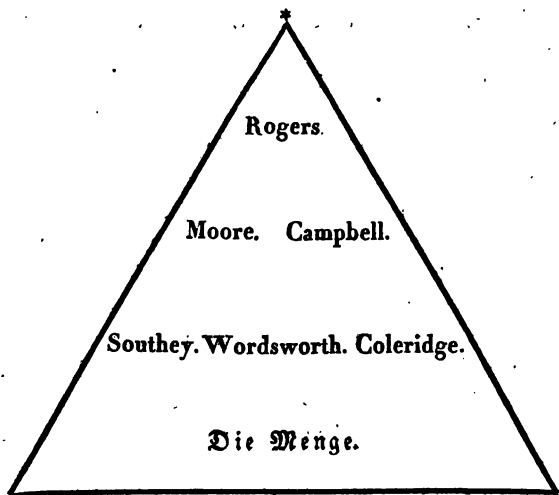 *
Rogers.
Moore. Campbell.
Southey. Wordsworth. Coleridge.
Die Menge.